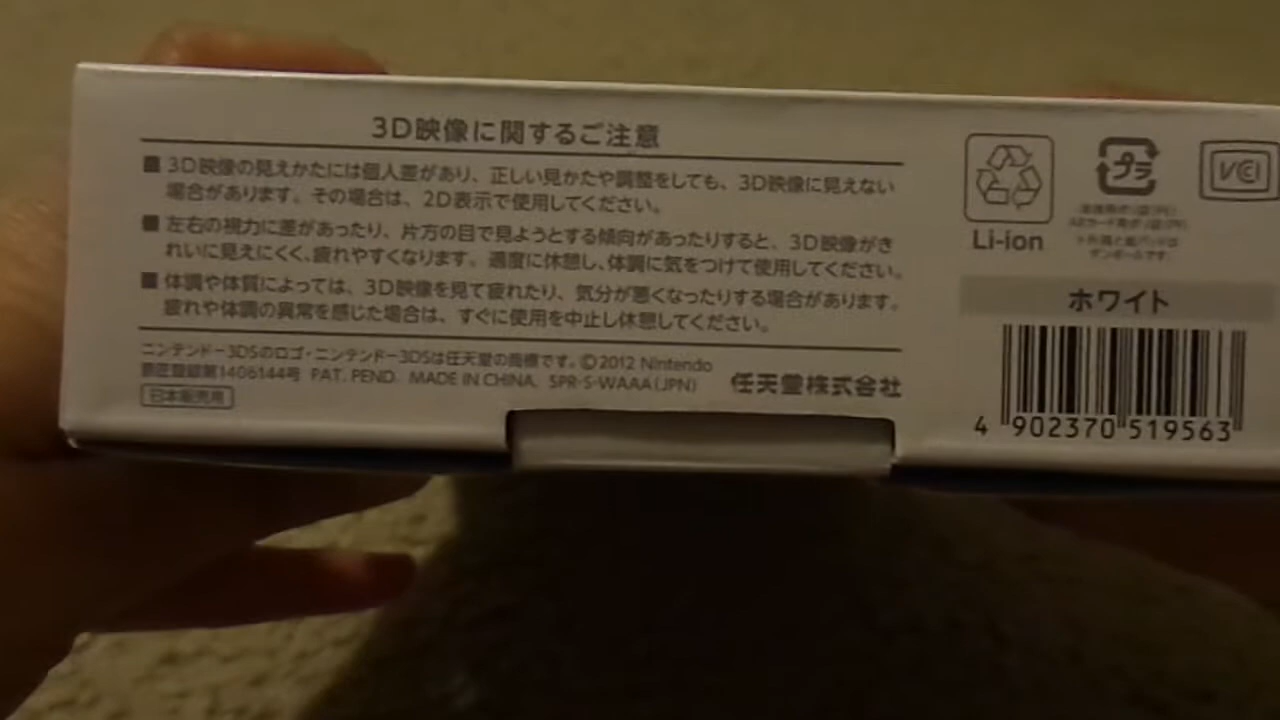 3D映像に関するご注意
■ 3D映像の見えかたには個人差があり、正しい見かたや調整をしても、3D映像に見えない
場合があります。その場合は、2D表示で使用してください。
■ 左右の視力に差があったり、片方の目で見ようとする傾向があったりすると、3D映像がき
れいに見えにくく、疲れやすくなります。適度に休憩し、体調に気をつけて使用してください。
■ 体調や体質によっては、3D映像を見て疲れたり、気分が悪くなったりする場合があります。
疲れや体調の異常を感じた場合は、すぐに使用を中止し休憩してください。
ニンテンドー3DSのロゴ・ニンテンドー3DSは任天堂の商標です。©2012 Nintendo
意匠登録第1406144号 PAT. PEND. MADE IN CHINA. SPR-S-WAAA(JPN)
任天堂株式会社
日本販売用
Li-ion
プラ
VCI
ホワイト
4 902370 519563